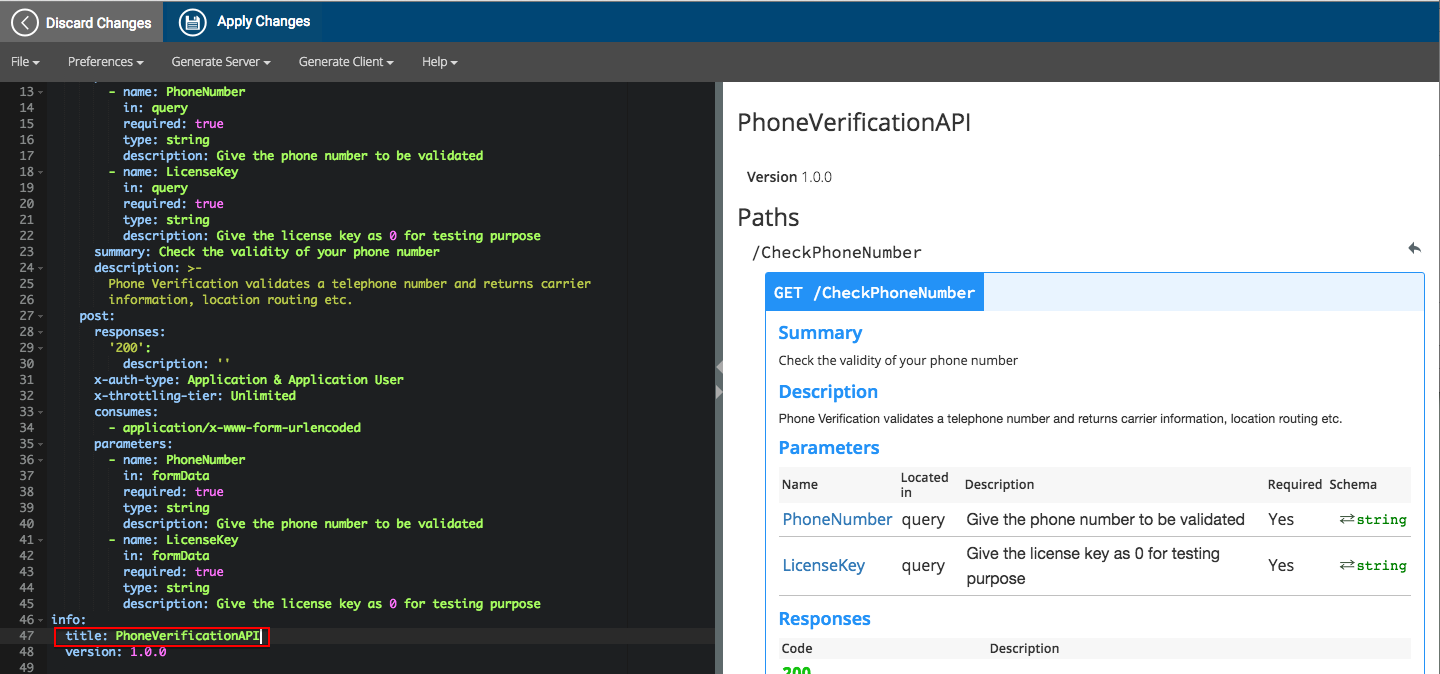 Discard Changes
Apply Changes
File
Preferences
Generate Server
Generate Client
Help
13 - name: PhoneNumber
14 in: query
15 required: true
16 type: string
17 description: Give the phone number to be validated
18 - name: LicenseKey
19 in: query
20 required: true
21 type: string
22 description: Give the license key as 0 for testing purpose
23 summary: Check the validity of your phone number
24 description: >-
25 Phone Verification validates a telephone number and returns carrier
26 information, location routing etc.
27 post:
28 responses:
29 '200':
30 description: ''
31 x-auth-type: Application & Application User
32 x-throttling-tier: Unlimited
33 consumes:
34 - application/x-www-form-urlencoded
35 parameters:
36 - name: PhoneNumber
37 in: formData
38 required: true
39 type: string
40 description: Give the phone number to be validated
41 - name: LicenseKey
42 in: formData
43 required: true
44 type: string
45 description: Give the license key as 0 for testing purpose
46 info:
47 title: PhoneVerificationAPI
48 version: 1.0.0
49
PhoneVerificationAPI
Version 1.0.0
Paths
/CheckPhoneNumber
GET /CheckPhoneNumber
Summary
Check the validity of your phone number
Description
Phone Verification validates a telephone number and returns carrier information, location routing etc.
Parameters
Name Located in Description Required Schema
PhoneNumber query Give the phone number to be validated Yes ⇄string
LicenseKey query Give the license key as 0 for testing purpose Yes ⇄string
Responses
Code Description
200